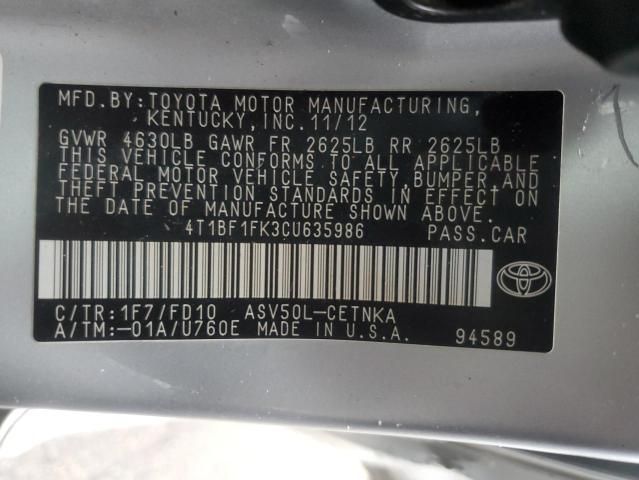 MFD.BY:TOYOTA MOTOR MANUFACTURING,
KENTUCKY,INC.11/12
GVWR 4630LB GAWR FR 2625LB RR 2625LB
THIS VEHICLE CONFORMS TO ALL APPLICABLE
FEDERAL MOTOR VEHICLE SAFETY, BUMPER,AND
THEFT PREVENTION STANDARDS IN EFFECT ON
THE DATE OF MANUFACTURE SHOWN ABOVE.
4T1BF1FK3CU635986 PASS.CAR
C/TR:1F7/FD10 ASV50L-CETNKA
A/TM:-01A/U760E MADE IN U.S.A. 94589
TOYOTA